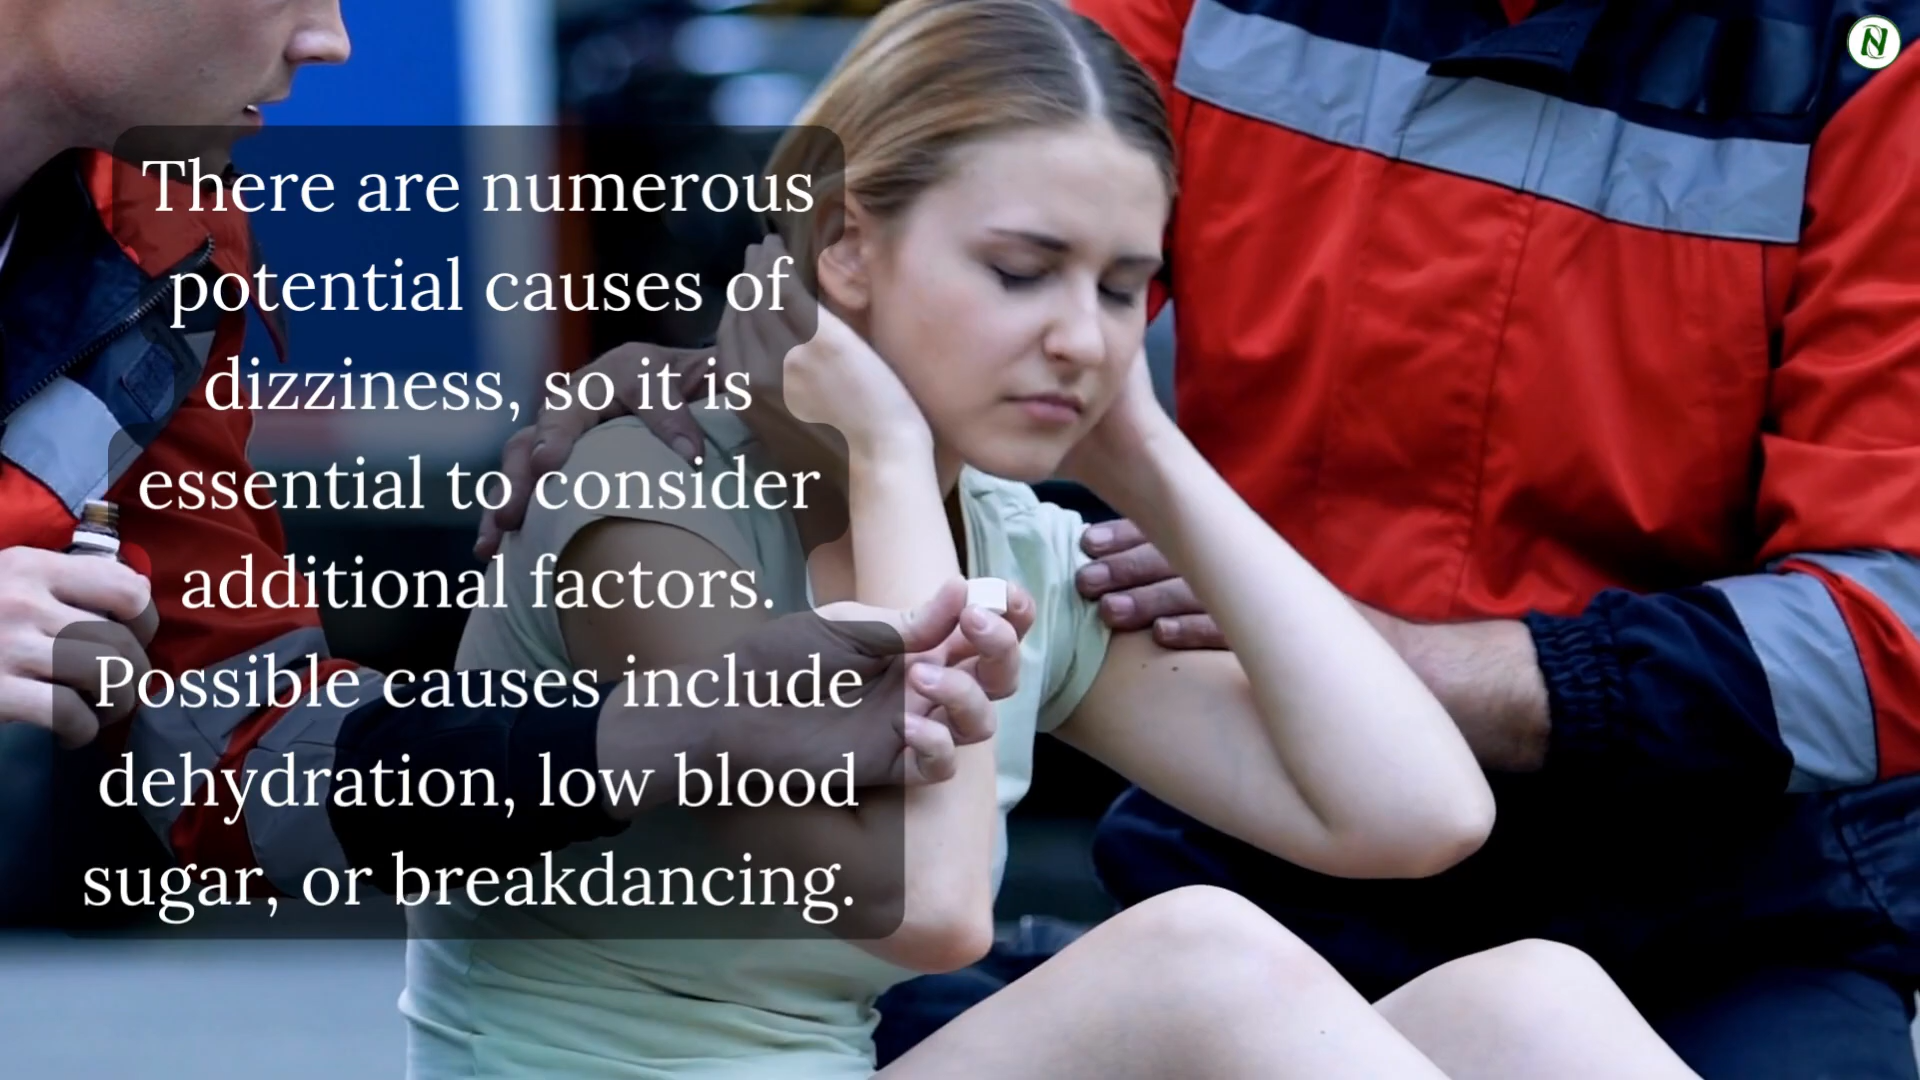 There are numerous
potential causes of
dizziness, so it is
essential to consider
additional factors.
Possible causes include
dehydration, low blood
sugar, or breakdancing.
N